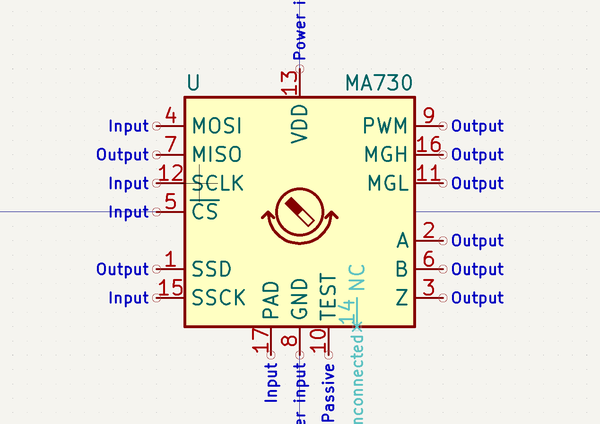 Power i
13
U
MA730
VDD
Input 4 MOSI
PWM 9 Output
Output 7 MISO
MGH 16 Output
Input 12 SCLK
MGL 11 Output
Input 5 CS
A 2 Output
Output 1 SSD
B 6 Output
Input 15 SSCK
Z 3 Output
PAD
GND
TEST
NC
17
8
10
14
Input
er input
Passive
nconnected